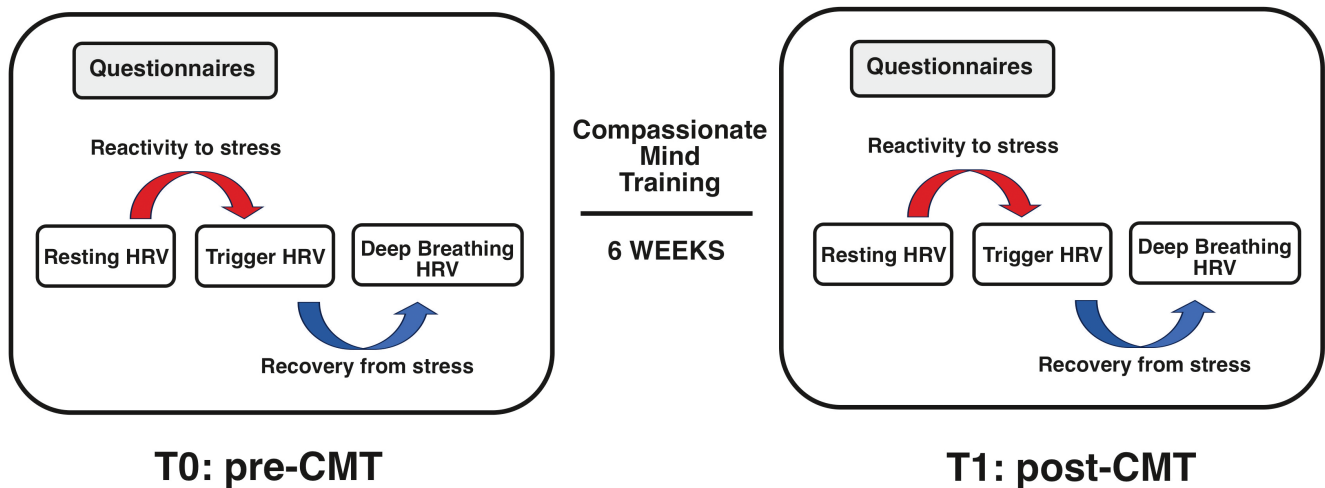 Questionnaires
Reactivity to stress
Resting HRV
Trigger HRV
Deep Breathing
HRV
Recovery from stress
T0: pre-CMT
Compassionate
Mind
Training
6 WEEKS
Questionnaires
Reactivity to stress
Resting HRV
Trigger HRV
Deep Breathing
HRV
Recovery from stress
T1: post-CMT